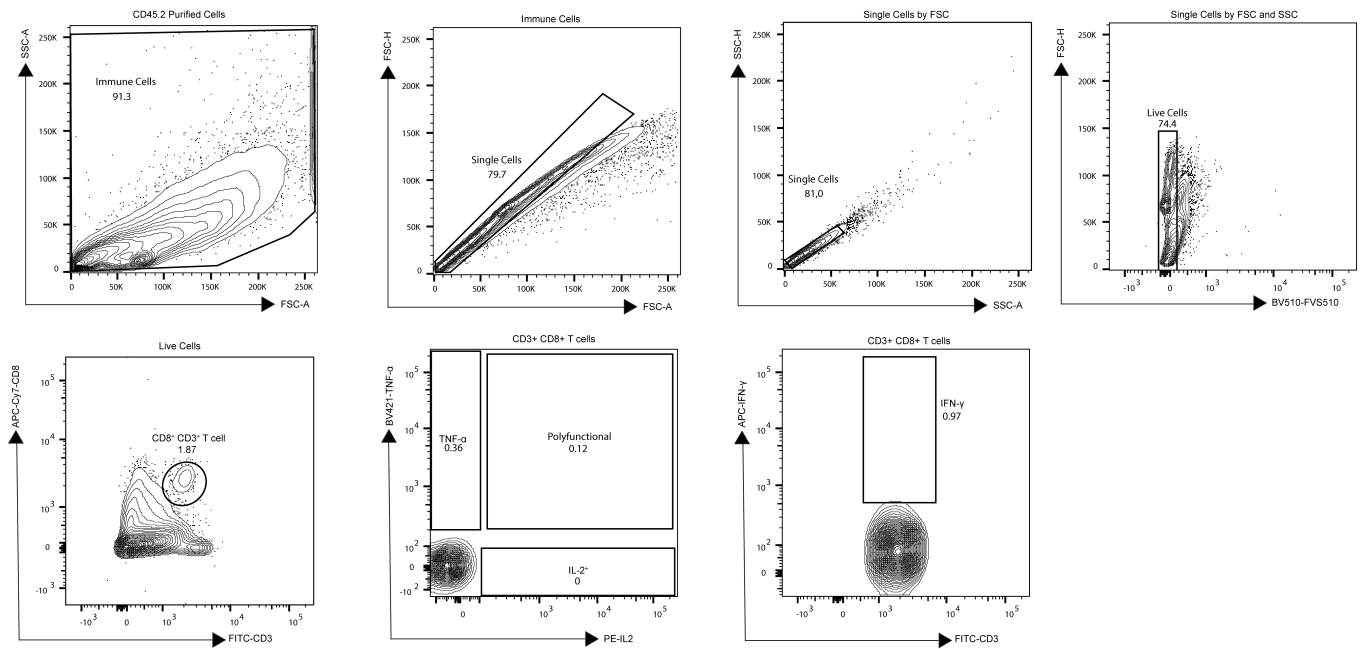 CD45.2 Purified Cells
SSC-A
250K
200K
150K
100K
50K
0
Immune Cells
91.3
0 50K 100K 150K 200K 250K
FSC-A
Immune Cells
FSC-H
250K
200K
150K
100K
50K
0
Single Cells
79.7
0 50K 100K 150K 200K 250K
FSC-A
Single Cells by FSC
SSC-H
250K
200K
150K
100K
50K
0
Single Cells
81,0
0 50K 100K 150K 200K 250K
SSC-A
Single Cells by FSC and SSC
FSC-H
250K
200K
150K
100K
50K
0
Live Cells
74.4
-10³ 0 10³ 10⁴ 10⁵
BV510-FVS510
Live Cells
APC-Cy7-CD8
10⁵
10⁴
10³
0
-10³
CD8⁺ CD3⁺ T cell
1.87
-10³ 0 10³ 10⁴ 10⁵
FITC-CD3
CD3+ CD8+ T cells
BV421-TNF-α
10⁵
10⁴
10³
10²
0
-10²
TNF-α
0.36
Polyfunctional
0.12
IL-2⁺
0
0 10³ 10⁴ 10⁵
PE-IL2
CD3+ CD8+ T cells
APC-IFN-γ
10⁵
10⁴
10³
10²
0
IFN-γ
0.97
-10³ 0 10³ 10⁴ 10⁵
FITC-CD3